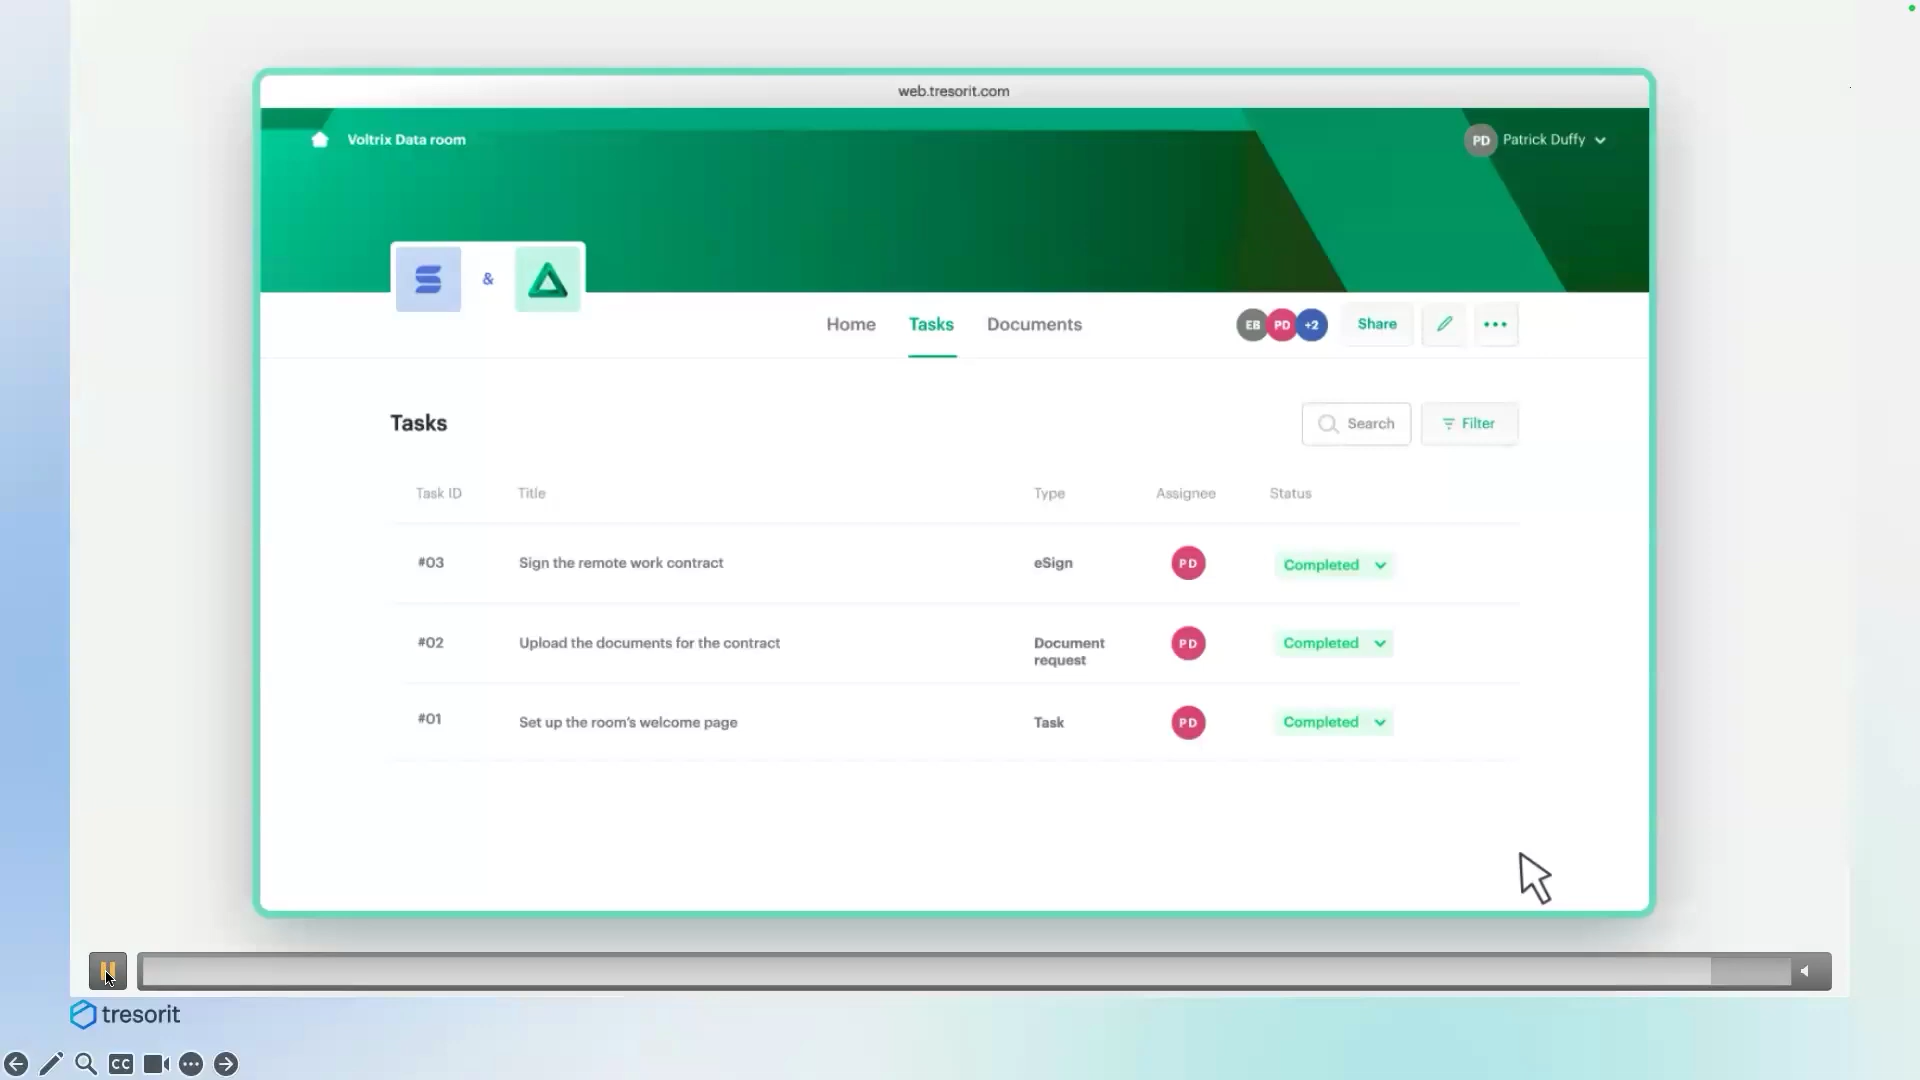 web.tresorit.com
Voltrix Data room
PD Patrick Duffy
&
Home Tasks Documents EB PD +2 Share
Tasks
Search Filter
Task ID Title Type Assignee Status
#03 Sign the remote work contract eSign PD Completed
#02 Upload the documents for the contract Document request PD Completed
#01 Set up the room's welcome page Task PD Completed
tresorit
CC